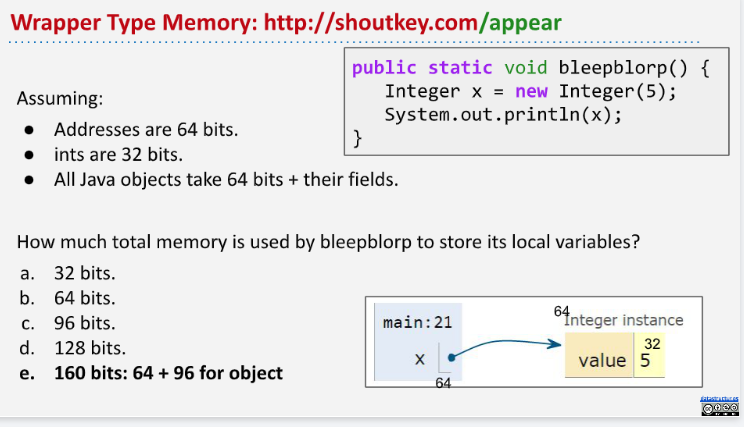 Wrapper Type Memory: http://shoutkey.com/appear
public static void bleepblorp() {
Integer x = new Integer(5);
System.out.println(x);
}
Assuming:
● Addresses are 64 bits.
● ints are 32 bits.
● All Java objects take 64 bits + their fields.
How much total memory is used by bleepblorp to store its local variables?
a. 32 bits.
b. 64 bits.
c. 96 bits.
d. 128 bits.
e. 160 bits: 64 + 96 for object
main:21
x
64
64
Integer instance
32
value 5